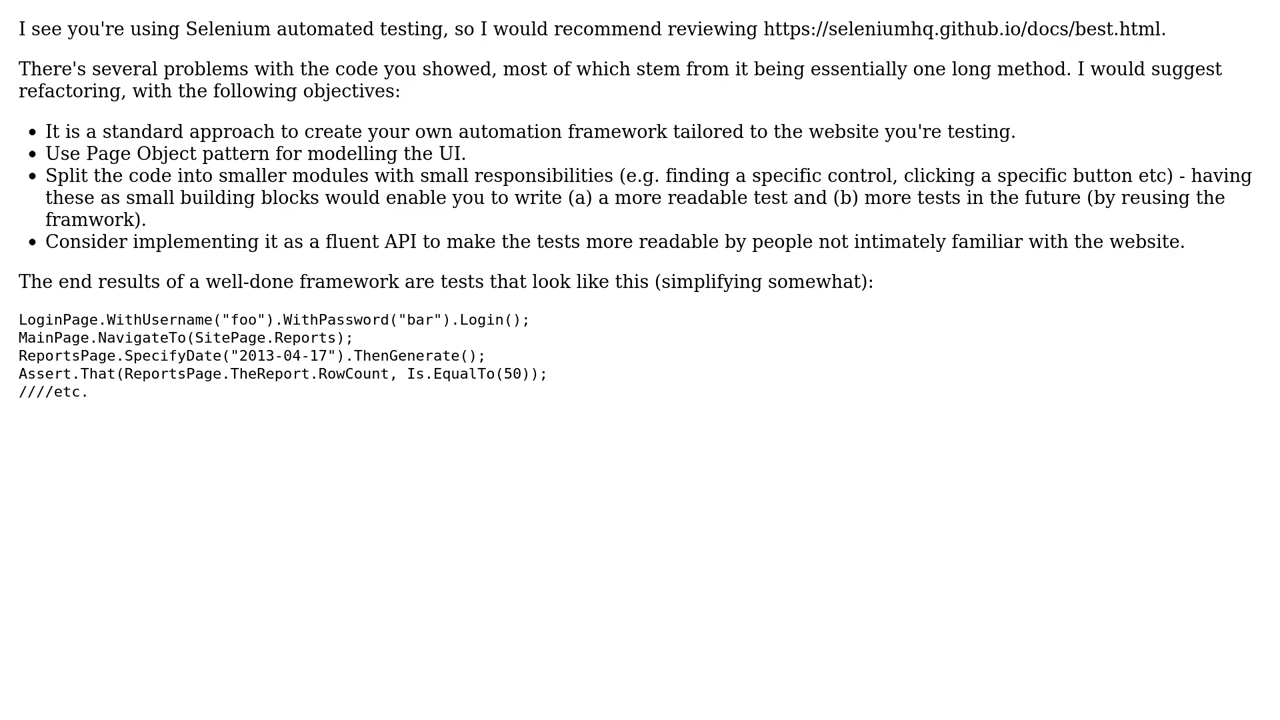 I see you're using Selenium automated testing, so I would recommend reviewing https://seleniumhq.github.io/docs/best.html.
There's several problems with the code you showed, most of which stem from it being essentially one long method. I would suggest
refactoring, with the following objectives:
• It is a standard approach to create your own automation framework tailored to the website you're testing.
• Use Page Object pattern for modelling the UI.
• Split the code into smaller modules with small responsibilities (e.g. finding a specific control, clicking a specific button etc) - having
these as small building blocks would enable you to write (a) a more readable test and (b) more tests in the future (by reusing the
framwork).
• Consider implementing it as a fluent API to make the tests more readable by people not intimately familiar with the website.
The end results of a well-done framework are tests that look like this (simplifying somewhat):
LoginPage.WithUsername("foo").WithPassword("bar").Login();
MainPage.NavigateTo(SitePage.Reports);
ReportsPage.SpecifyDate("2013-04-17").ThenGenerate();
Assert.That(ReportsPage.TheReport.RowCount, Is.EqualTo(50));
////etc.